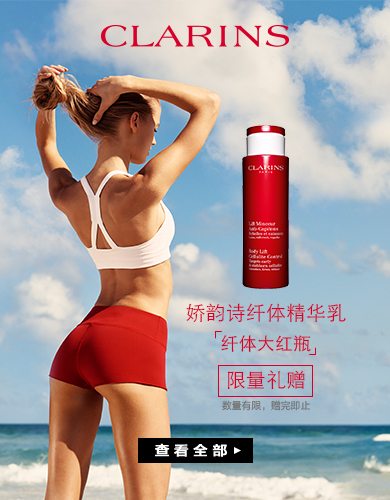 CLARINS
CLARINS
PARIS
Lift Minceur
Anti-Capitons
Body Lift
Cellulite Control
娇韵诗纤体精华乳
「纤体大红瓶」
限量礼赠
数量有限，赠完即止
查看全部